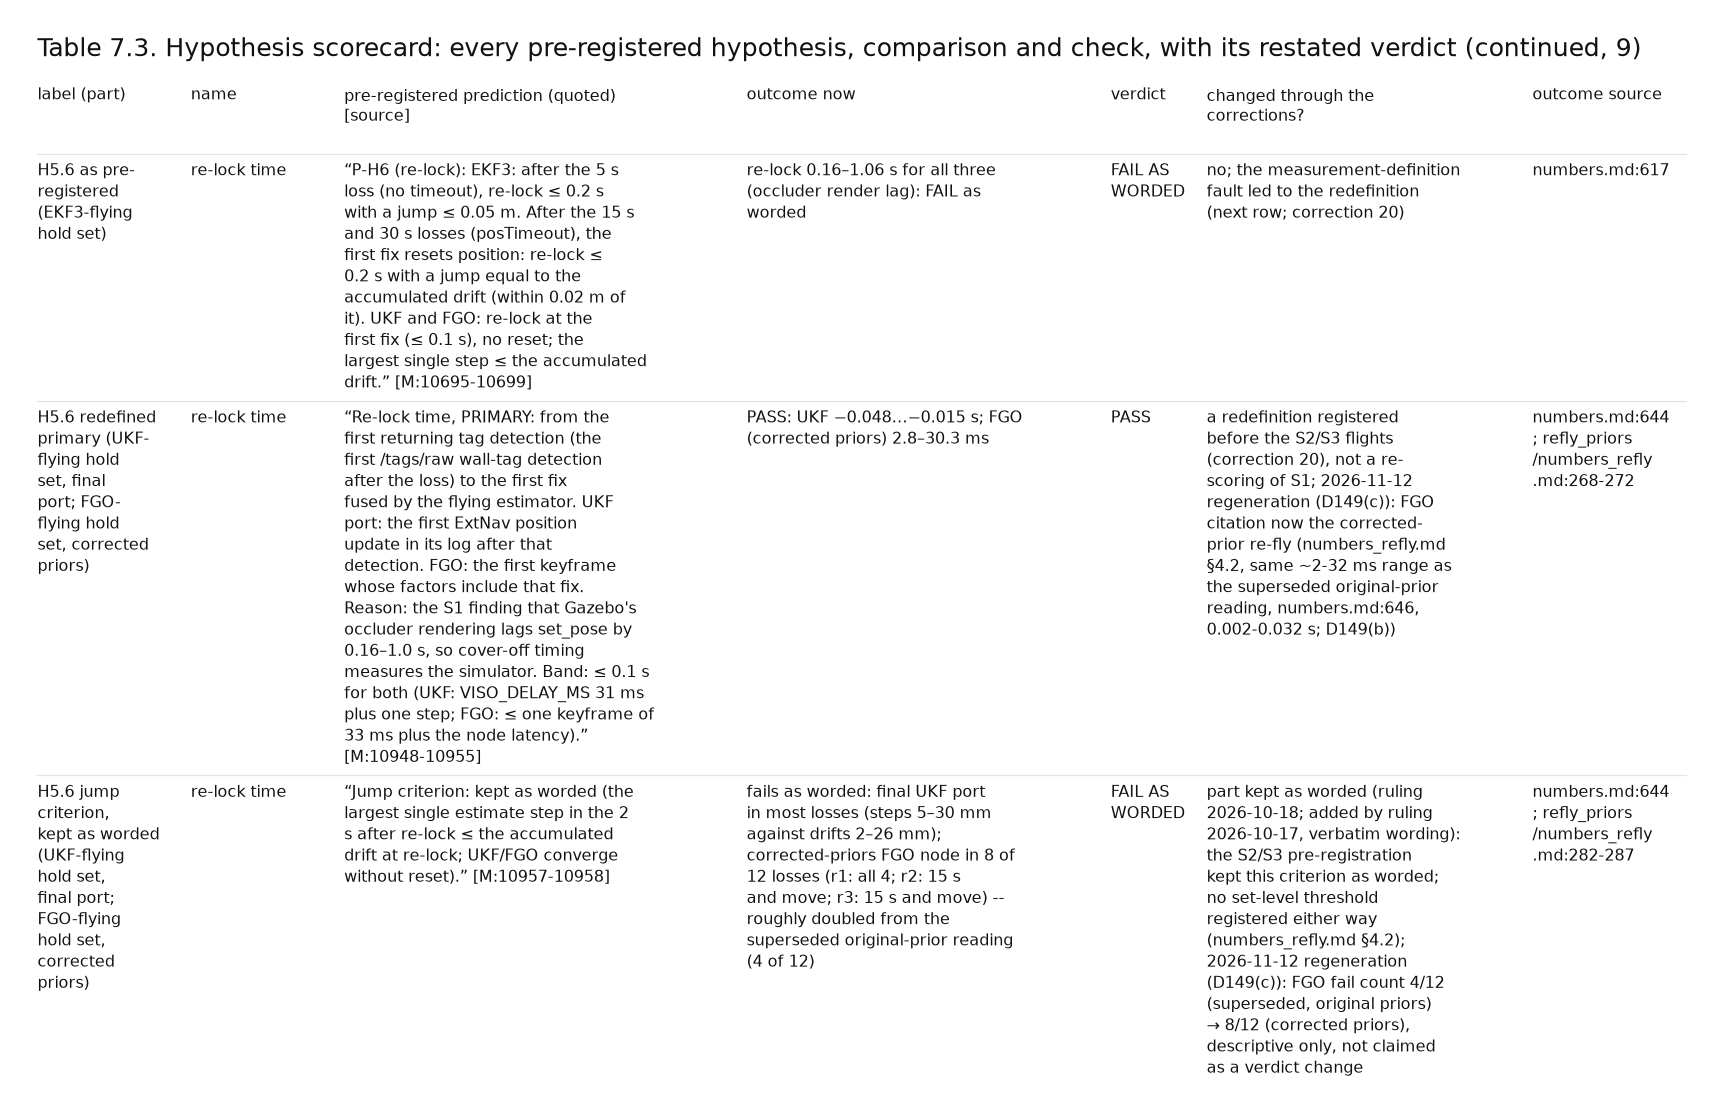 Table 7.3. Hypothesis scorecard: every pre-registered hypothesis, comparison and check, with its restated verdict (continued, 9)
label (part)
name
pre-registered prediction (quoted)
[source]
outcome now
verdict
changed through the
corrections?
outcome source
H5.6 as pre-
registered
(EKF3-flying
hold set)
re-lock time
“P-H6 (re-lock): EKF3: after the 5 s
loss (no timeout), re-lock ≤ 0.2 s
with a jump ≤ 0.05 m. After the 15 s
and 30 s losses (posTimeout), the
first fix resets position: re-lock ≤
0.2 s with a jump equal to the
accumulated drift (within 0.02 m of
it). UKF and FGO: re-lock at the
first fix (≤ 0.1 s), no reset; the
largest single step ≤ the accumulated
drift.” [M:10695-10699]
re-lock 0.16–1.06 s for all three
(occluder render lag): FAIL as
worded
FAIL AS
WORDED
no; the measurement-definition
fault led to the redefinition
(next row; correction 20)
numbers.md:617
H5.6 redefined
primary (UKF-
flying hold
set, final
port; FGO-
flying hold
set, corrected
priors)
re-lock time
“Re-lock time, PRIMARY: from the
first returning tag detection (the
first /tags/raw wall-tag detection
after the loss) to the first fix
fused by the flying estimator. UKF
port: the first ExtNav position
update in its log after that
detection. FGO: the first keyframe
whose factors include that fix.
Reason: the S1 finding that Gazebo's
occluder rendering lags set_pose by
0.16–1.0 s, so cover-off timing
measures the simulator. Band: ≤ 0.1 s
for both (UKF: VISO_DELAY_MS 31 ms
plus one step; FGO: ≤ one keyframe of
33 ms plus the node latency).”
[M:10948-10955]
PASS: UKF −0.048…−0.015 s; FGO
(corrected priors) 2.8–30.3 ms
PASS
a redefinition registered
before the S2/S3 flights
(correction 20), not a re-
scoring of S1; 2026-11-12
regeneration (D149(c)): FGO
citation now the corrected-
prior re-fly (numbers_refly.md
§4.2, same ~2-32 ms range as
the superseded original-prior
reading, numbers.md:646,
0.002-0.032 s; D149(b))
numbers.md:644
; refly_priors
/numbers_refly
.md:268-272
H5.6 jump
criterion,
kept as worded
(UKF-flying
hold set,
final port;
FGO-flying
hold set,
corrected
priors)
re-lock time
“Jump criterion: kept as worded (the
largest single estimate step in the 2
s after re-lock ≤ the accumulated
drift at re-lock; UKF/FGO converge
without reset).” [M:10957-10958]
fails as worded: final UKF port
in most losses (steps 5–30 mm
against drifts 2–26 mm);
corrected-priors FGO node in 8 of
12 losses (r1: all 4; r2: 15 s
and move; r3: 15 s and move) --
roughly doubled from the
superseded original-prior reading
(4 of 12)
FAIL AS
WORDED
part kept as worded (ruling
2026-10-18; added by ruling
2026-10-17, verbatim wording):
the S2/S3 pre-registration
kept this criterion as worded;
no set-level threshold
registered either way
(numbers_refly.md §4.2);
2026-11-12 regeneration
(D149(c)): FGO fail count 4/12
(superseded, original priors)
→ 8/12 (corrected priors),
descriptive only, not claimed
as a verdict change
numbers.md:644
; refly_priors
/numbers_refly
.md:282-287